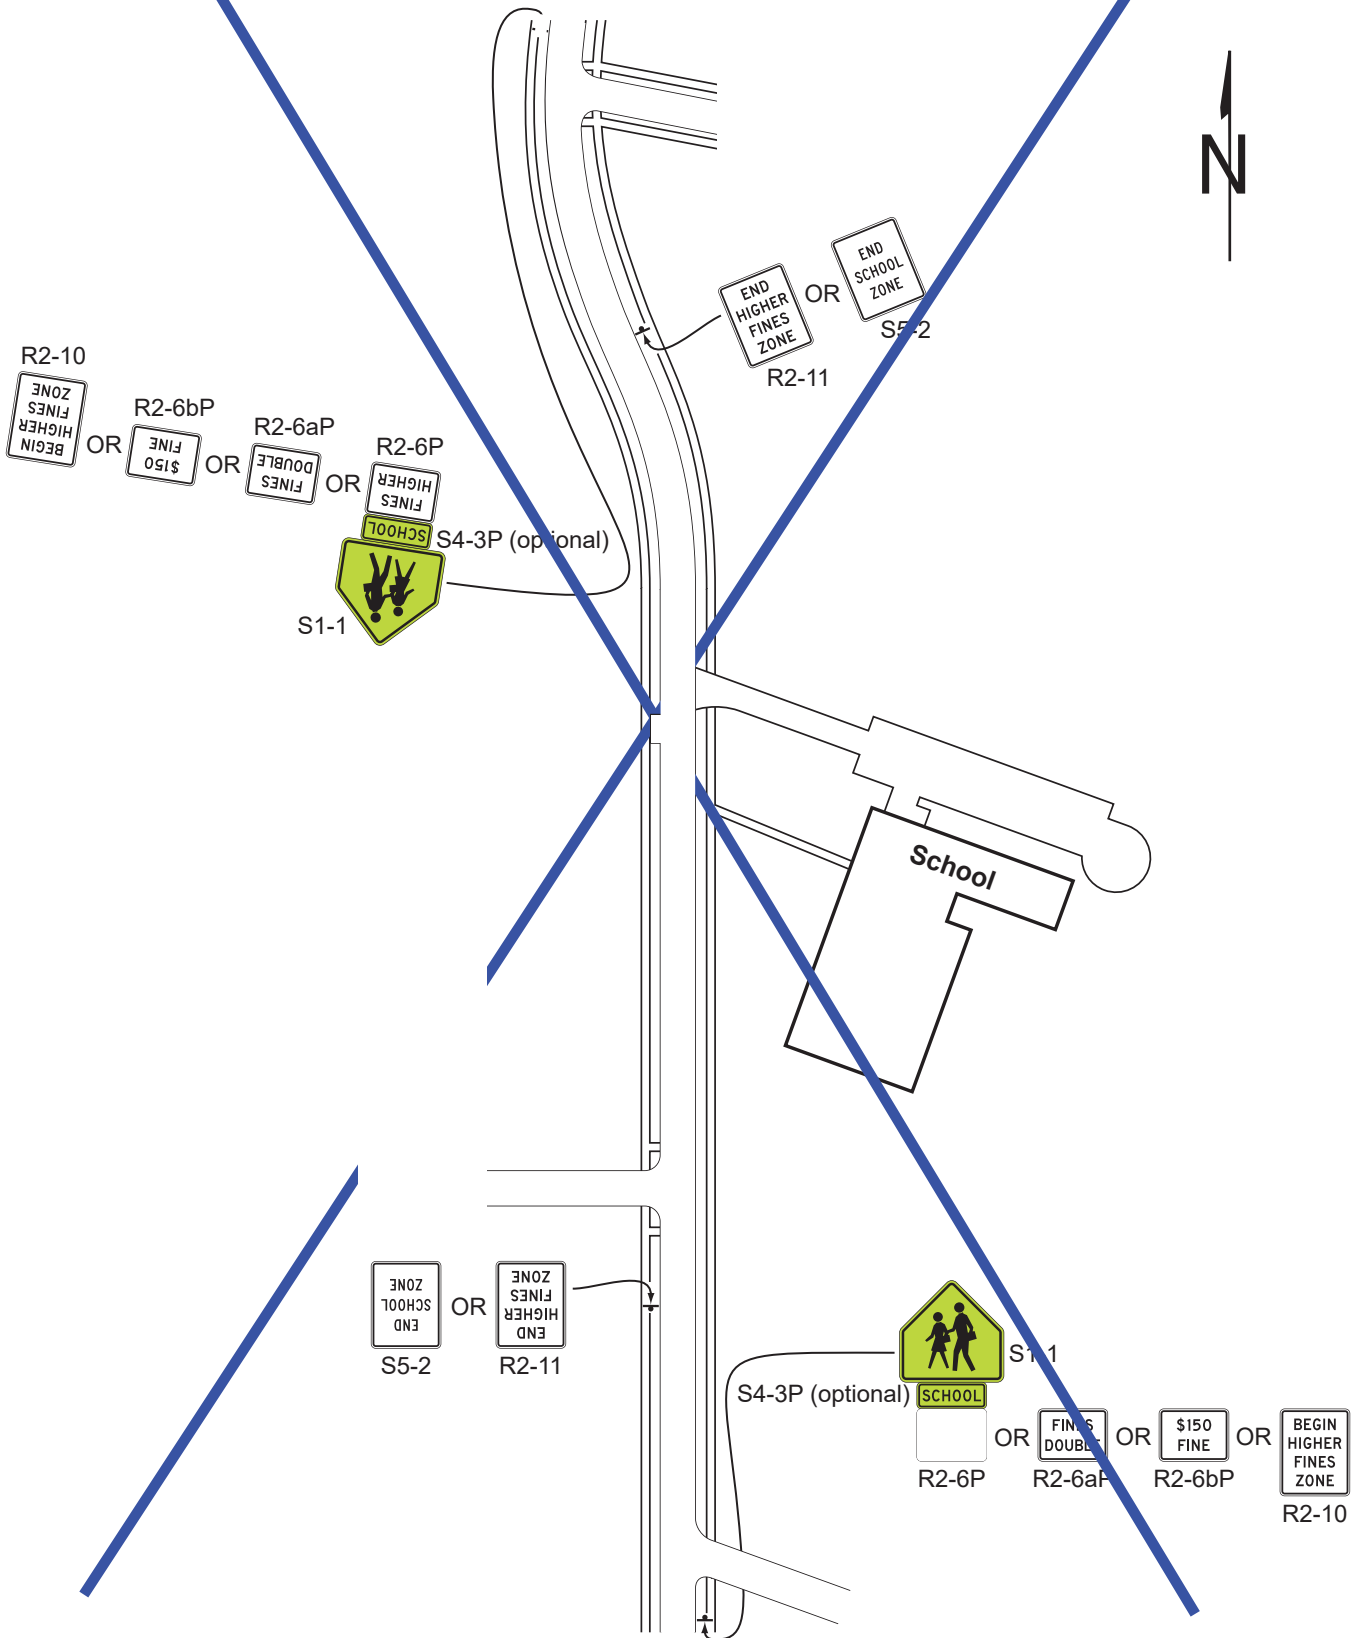 N
END
HIGHER
FINES
ZONE
OR
END
SCHOOL
ZONE
S5-2
R2-11
R2-10
BEGIN
HIGHER
FINES
ZONE
OR
R2-6bP
$150
FINE
OR
R2-6aP
FINES
DOUBLE
OR
R2-6P
FINES
HIGHER
SCHOOL
S4-3P (optional)
S1-1
School
END
SCHOOL
ZONE
S5-2
OR
END
HIGHER
FINES
ZONE
R2-11
S1-1
S4-3P (optional)
SCHOOL
R2-6P
OR
FINES
DOUBLE
R2-6aP
OR
$150
FINE
R2-6bP
OR
BEGIN
HIGHER
FINES
ZONE
R2-10